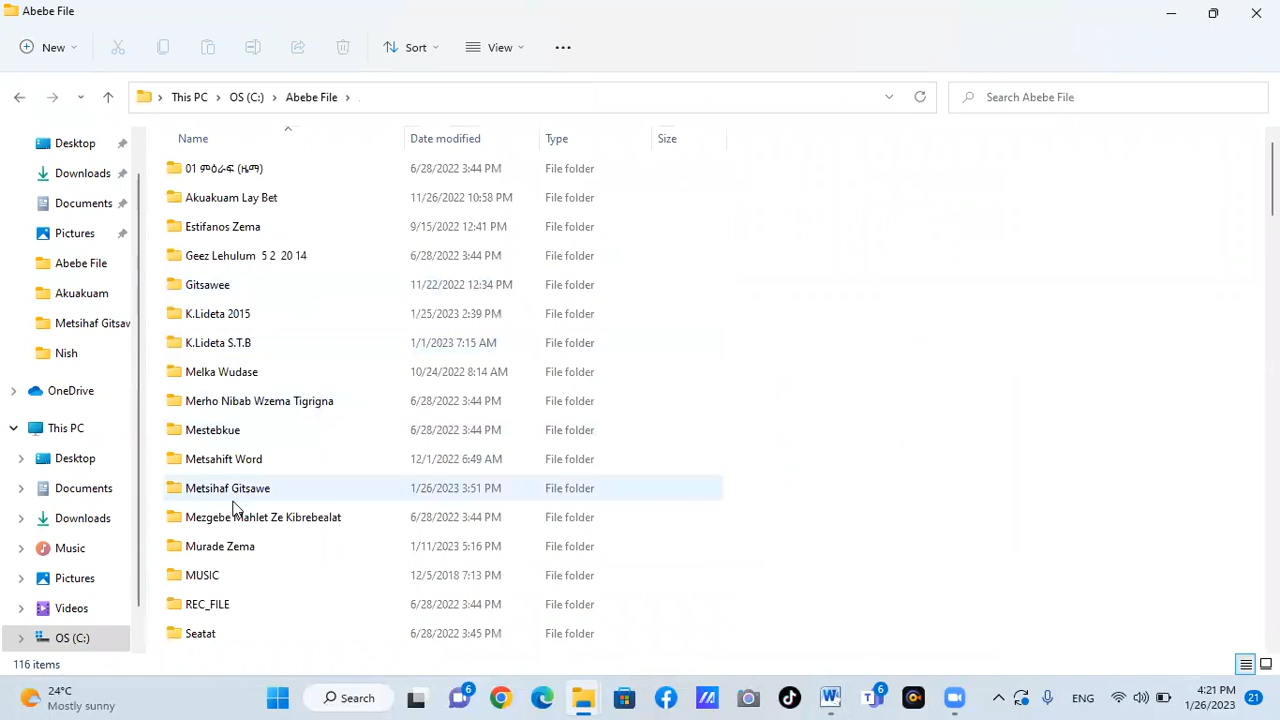 Abebe File
New
Sort
View
This PC
OS (C:)
Abebe File
Search Abebe File
Desktop
Downloads
Documents
Pictures
Abebe File
Akuakum
Metsihaf Gitsaw
Nish
OneDrive
This PC
Desktop
Documents
Downloads
Music
Pictures
Videos
OS (C:)
Name Date modified Type Size
01 ምዕራፍ (ዜማ) 6/28/2022 3:44 PM File folder
Akuakuam Lay Bet 11/26/2022 10:58 PM File folder
Estifanos Zema 9/15/2022 12:41 PM File folder
Geez Lehulum 5 2 20 14 6/28/2022 3:44 PM File folder
Gitsawee 11/22/2022 12:34 PM File folder
K.Lideta 2015 1/25/2023 2:39 PM File folder
K.Lideta S.T.B 1/1/2023 7:15 AM File folder
Melka Wudase 10/24/2022 8:14 AM File folder
Merho Nibab Wzema Tigrigna 6/28/2022 3:44 PM File folder
Mestebkue 6/28/2022 3:44 PM File folder
Metsahift Word 12/1/2022 6:49 AM File folder
Metsihaf Gitsawe 1/26/2023 3:51 PM File folder
Mezgebe Mahlet Ze Kibrebealat 6/28/2022 3:44 PM File folder
Murade Zema 1/11/2023 5:16 PM File folder
MUSIC 12/5/2018 7:13 PM File folder
REC_FILE 6/28/2022 3:44 PM File folder
Seatat 6/28/2022 3:45 PM File folder
116 items
24°C
Mostly sunny
Search
6
6
ENG
4:21 PM
1/26/2023
21